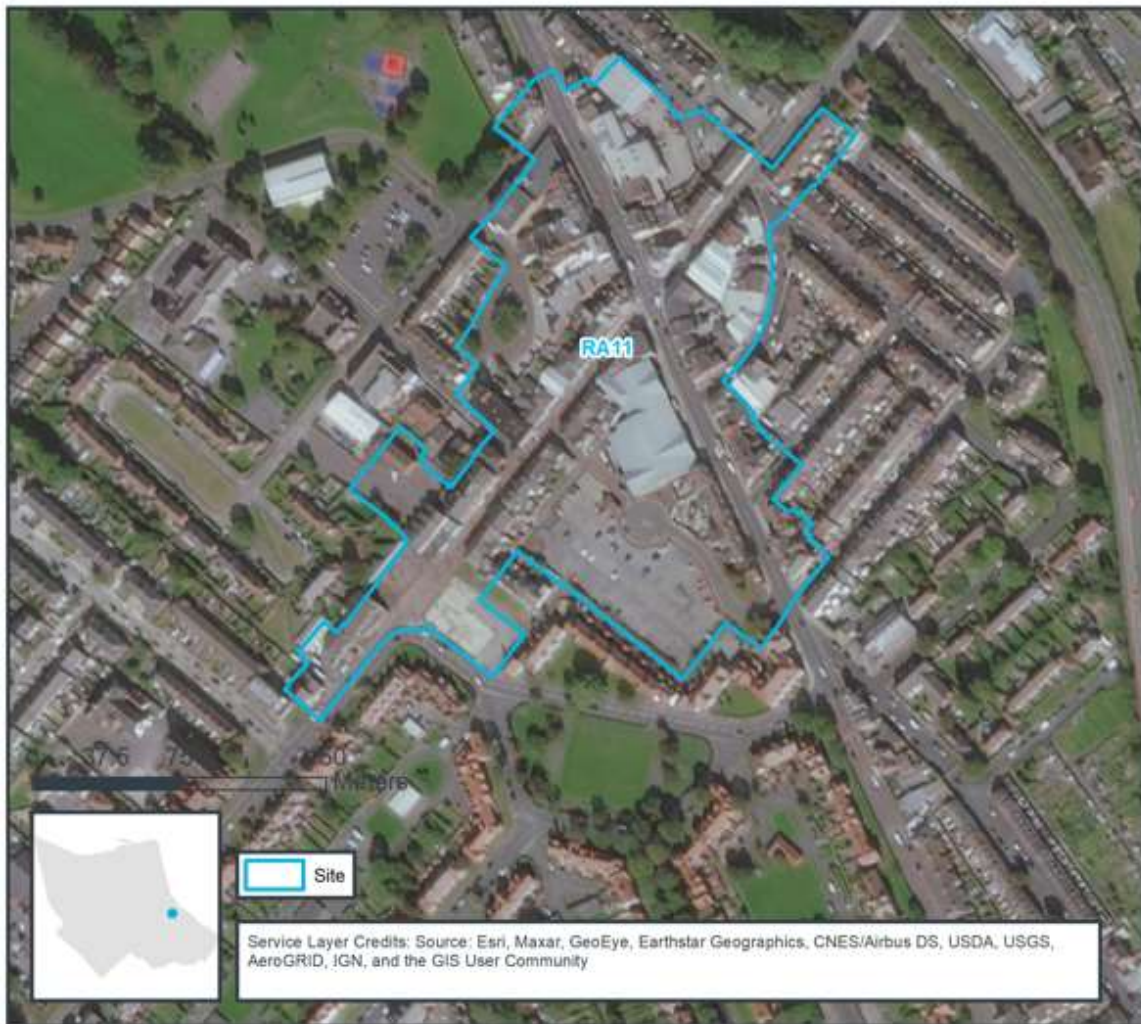 RA11
Meters
Site
Service Layer Credits: Source: Esri, Maxar, GeoEye, Earthstar Geographics, CNES/Airbus DS, USDA, USGS,
AeroGRID, IGN, and the GIS User Community